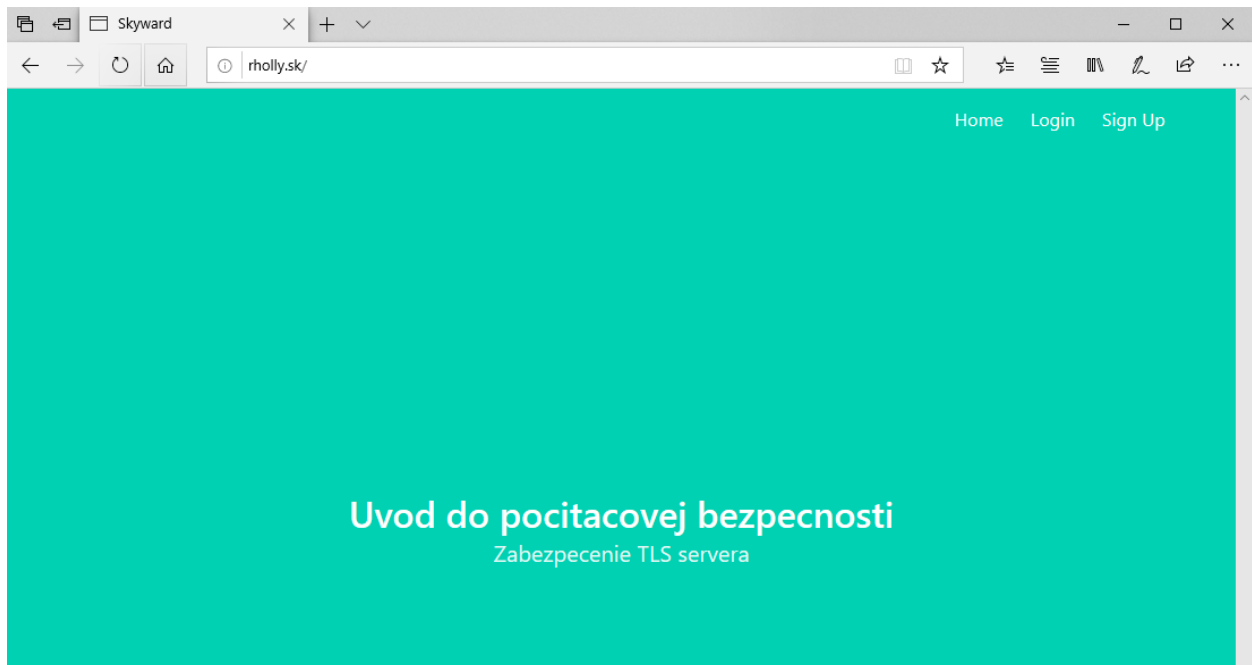 Skyward
rholly.sk/
Home Login Sign Up
Uvod do pocitacovej bezpecnosti
Zabezpecenie TLS servera